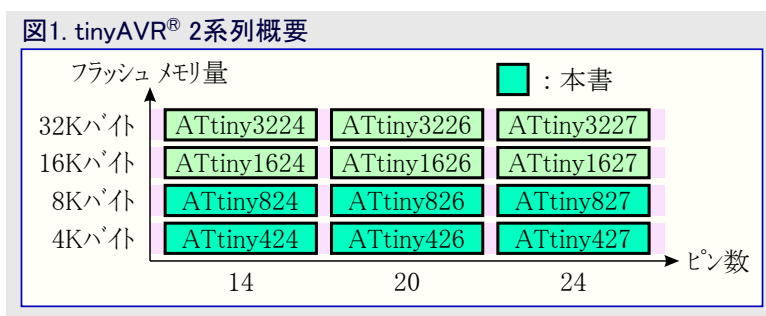 図1. tinyAVR® 2系列概要
フラッシュ メモリ量
：本書
32Kバイト ATtiny3224 ATtiny3226 ATtiny3227
16Kバイト ATtiny1624 ATtiny1626 ATtiny1627
8Kバイト ATtiny824 ATtiny826 ATtiny827
4Kバイト ATtiny424 ATtiny426 ATtiny427
ピン数
14 20 24